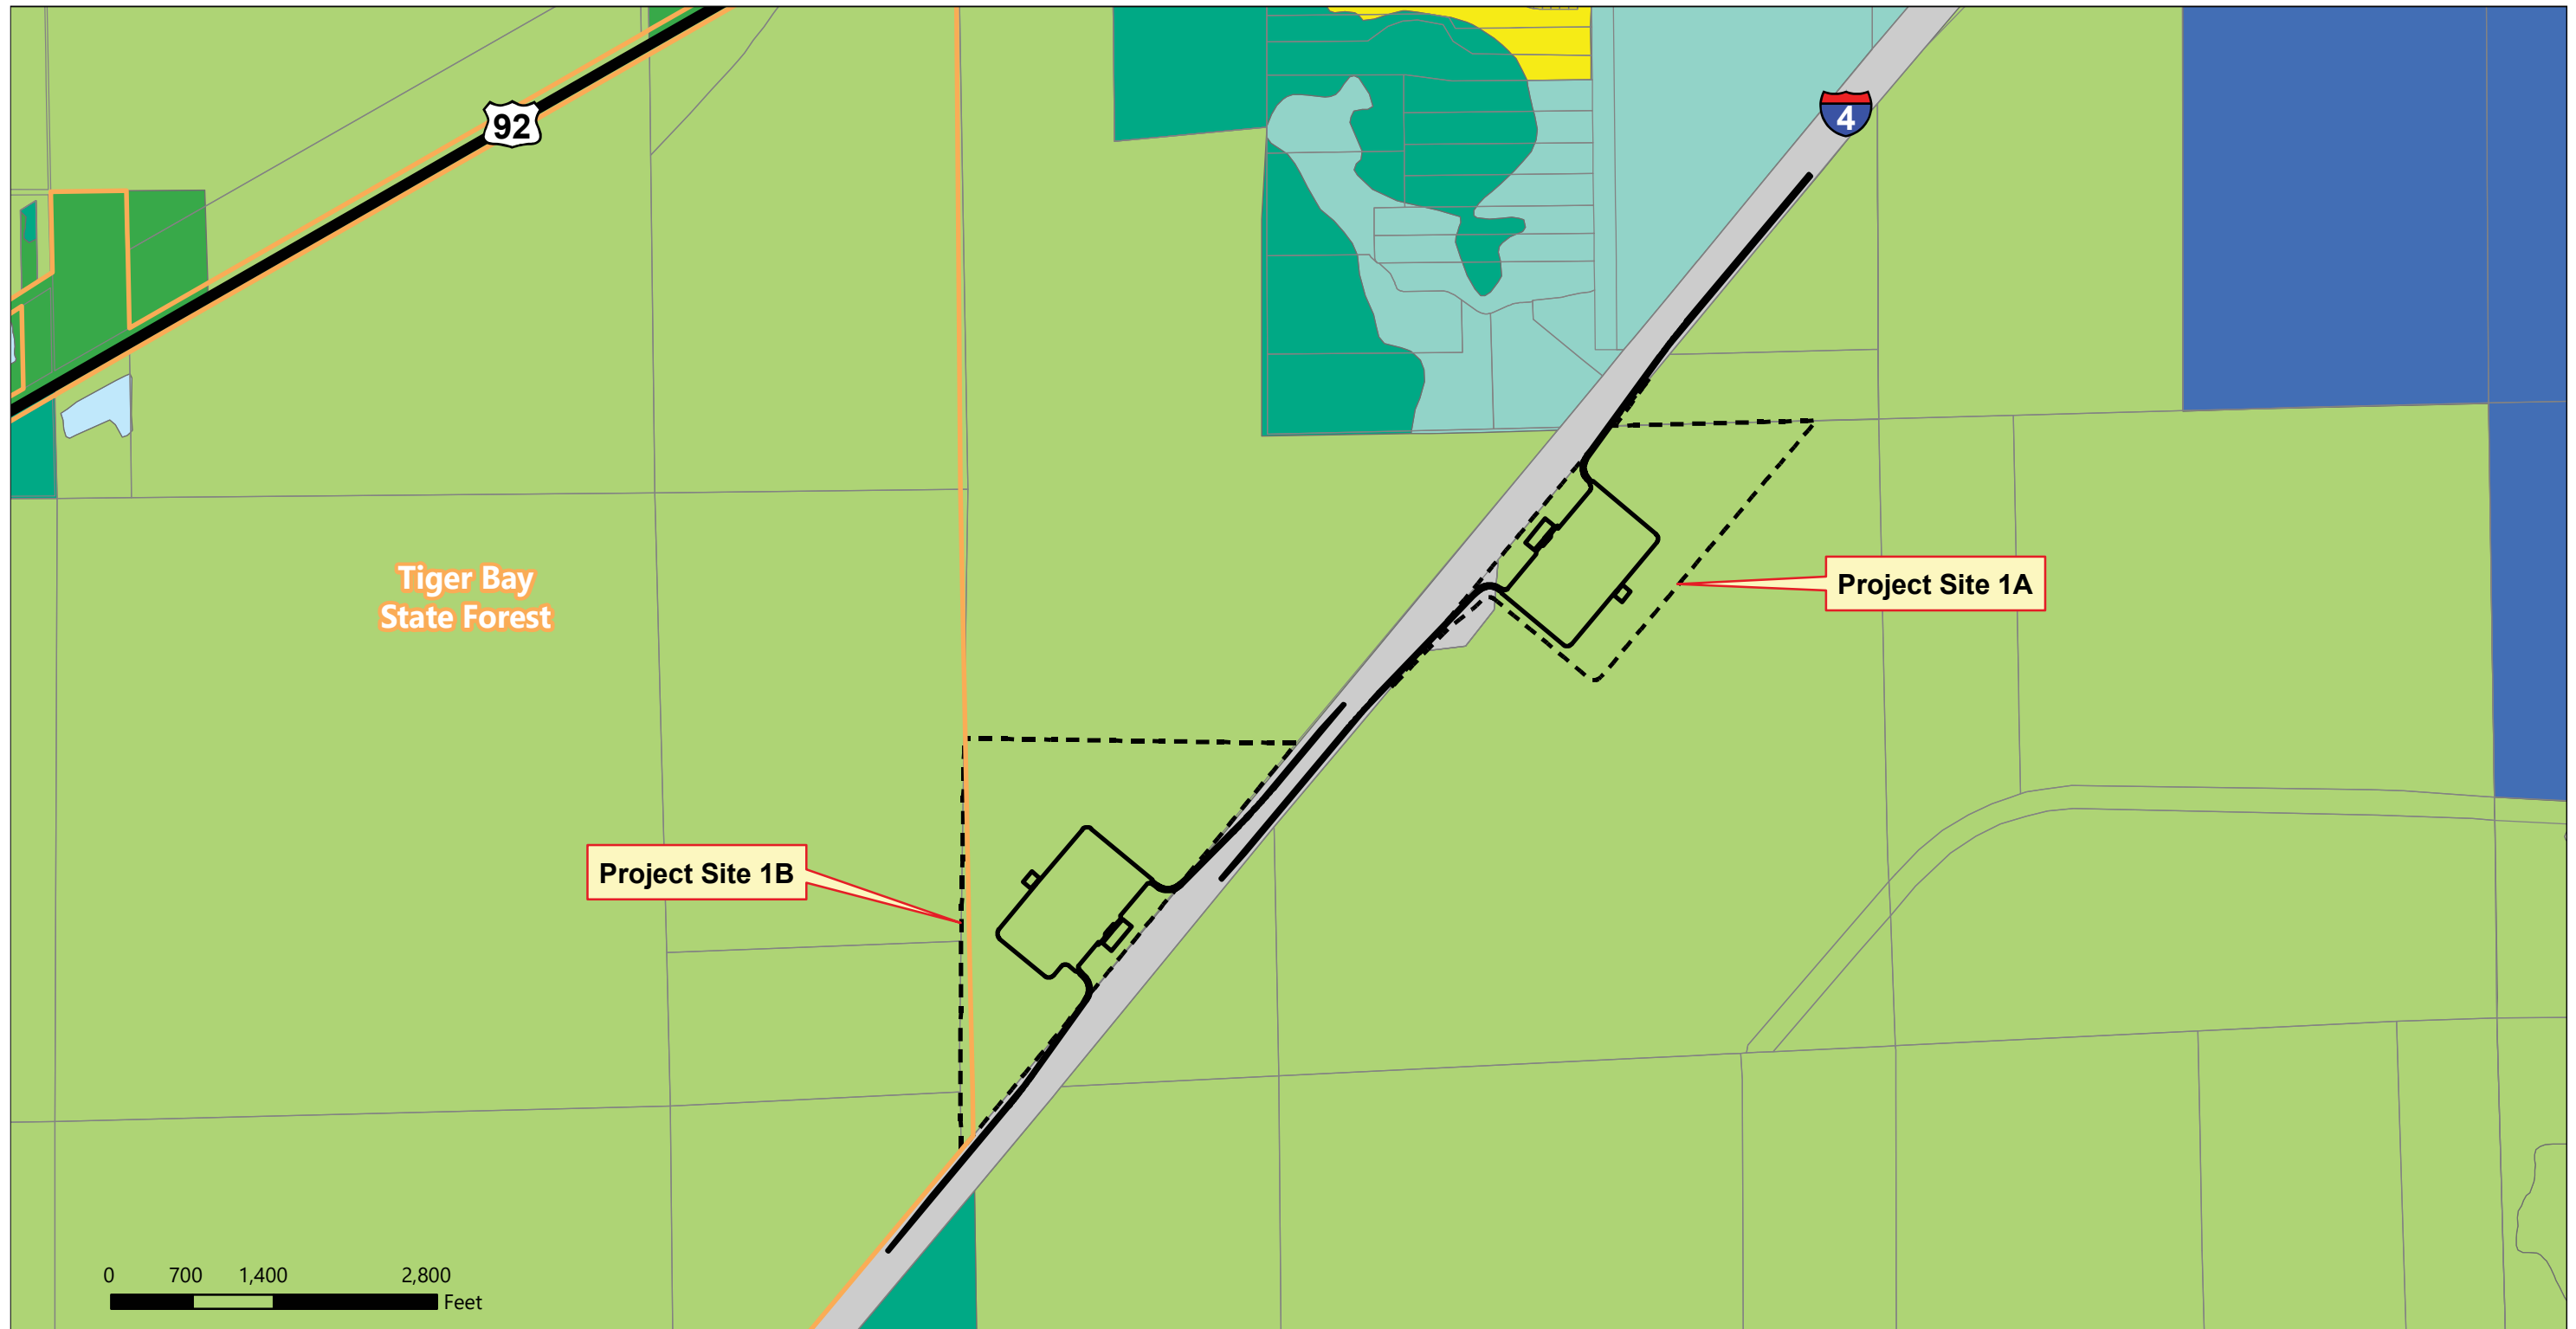 92
4
Tiger Bay
State Forest
Project Site 1A
Project Site 1B
0 700 1,400 2,800
Feet